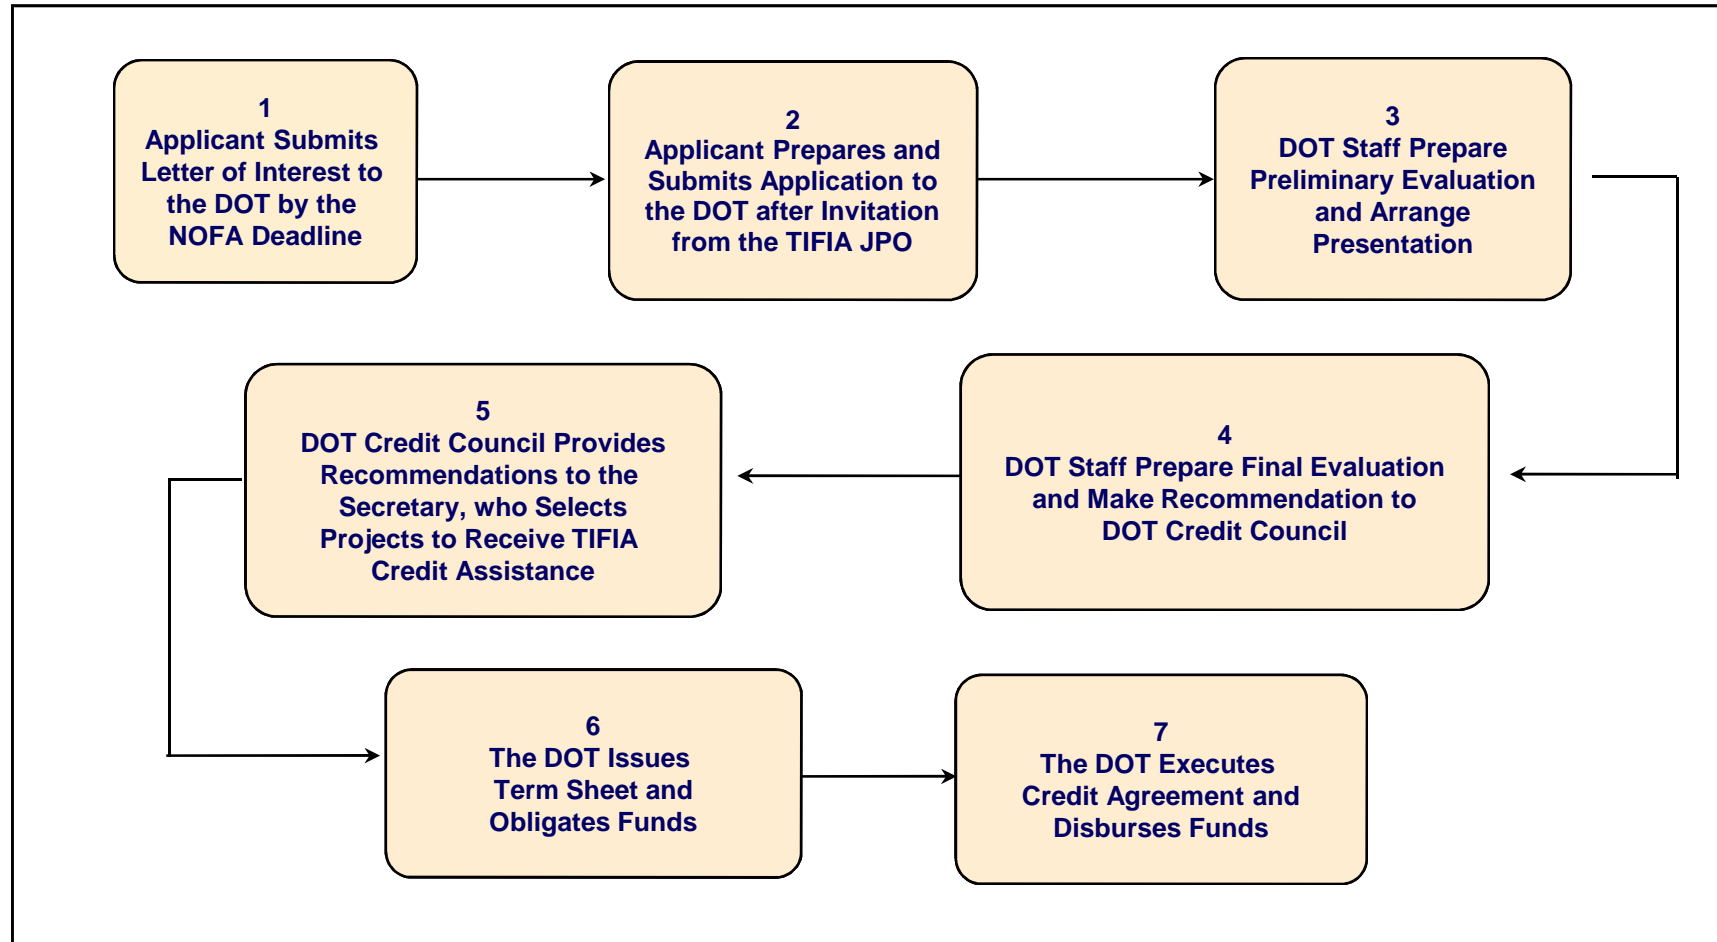 1
Applicant Submits
Letter of Interest to
the DOT by the
NOFA Deadline
2
Applicant Prepares and
Submits Application to
the DOT after Invitation
from the TIFIA JPO
3
DOT Staff Prepare
Preliminary Evaluation
and Arrange
Presentation
4
DOT Staff Prepare Final Evaluation
and Make Recommendation to
DOT Credit Council
5
DOT Credit Council Provides
Recommendations to the
Secretary, who Selects
Projects to Receive TIFIA
Credit Assistance
6
The DOT Issues
Term Sheet and
Obligates Funds
7
The DOT Executes
Credit Agreement and
Disburses Funds